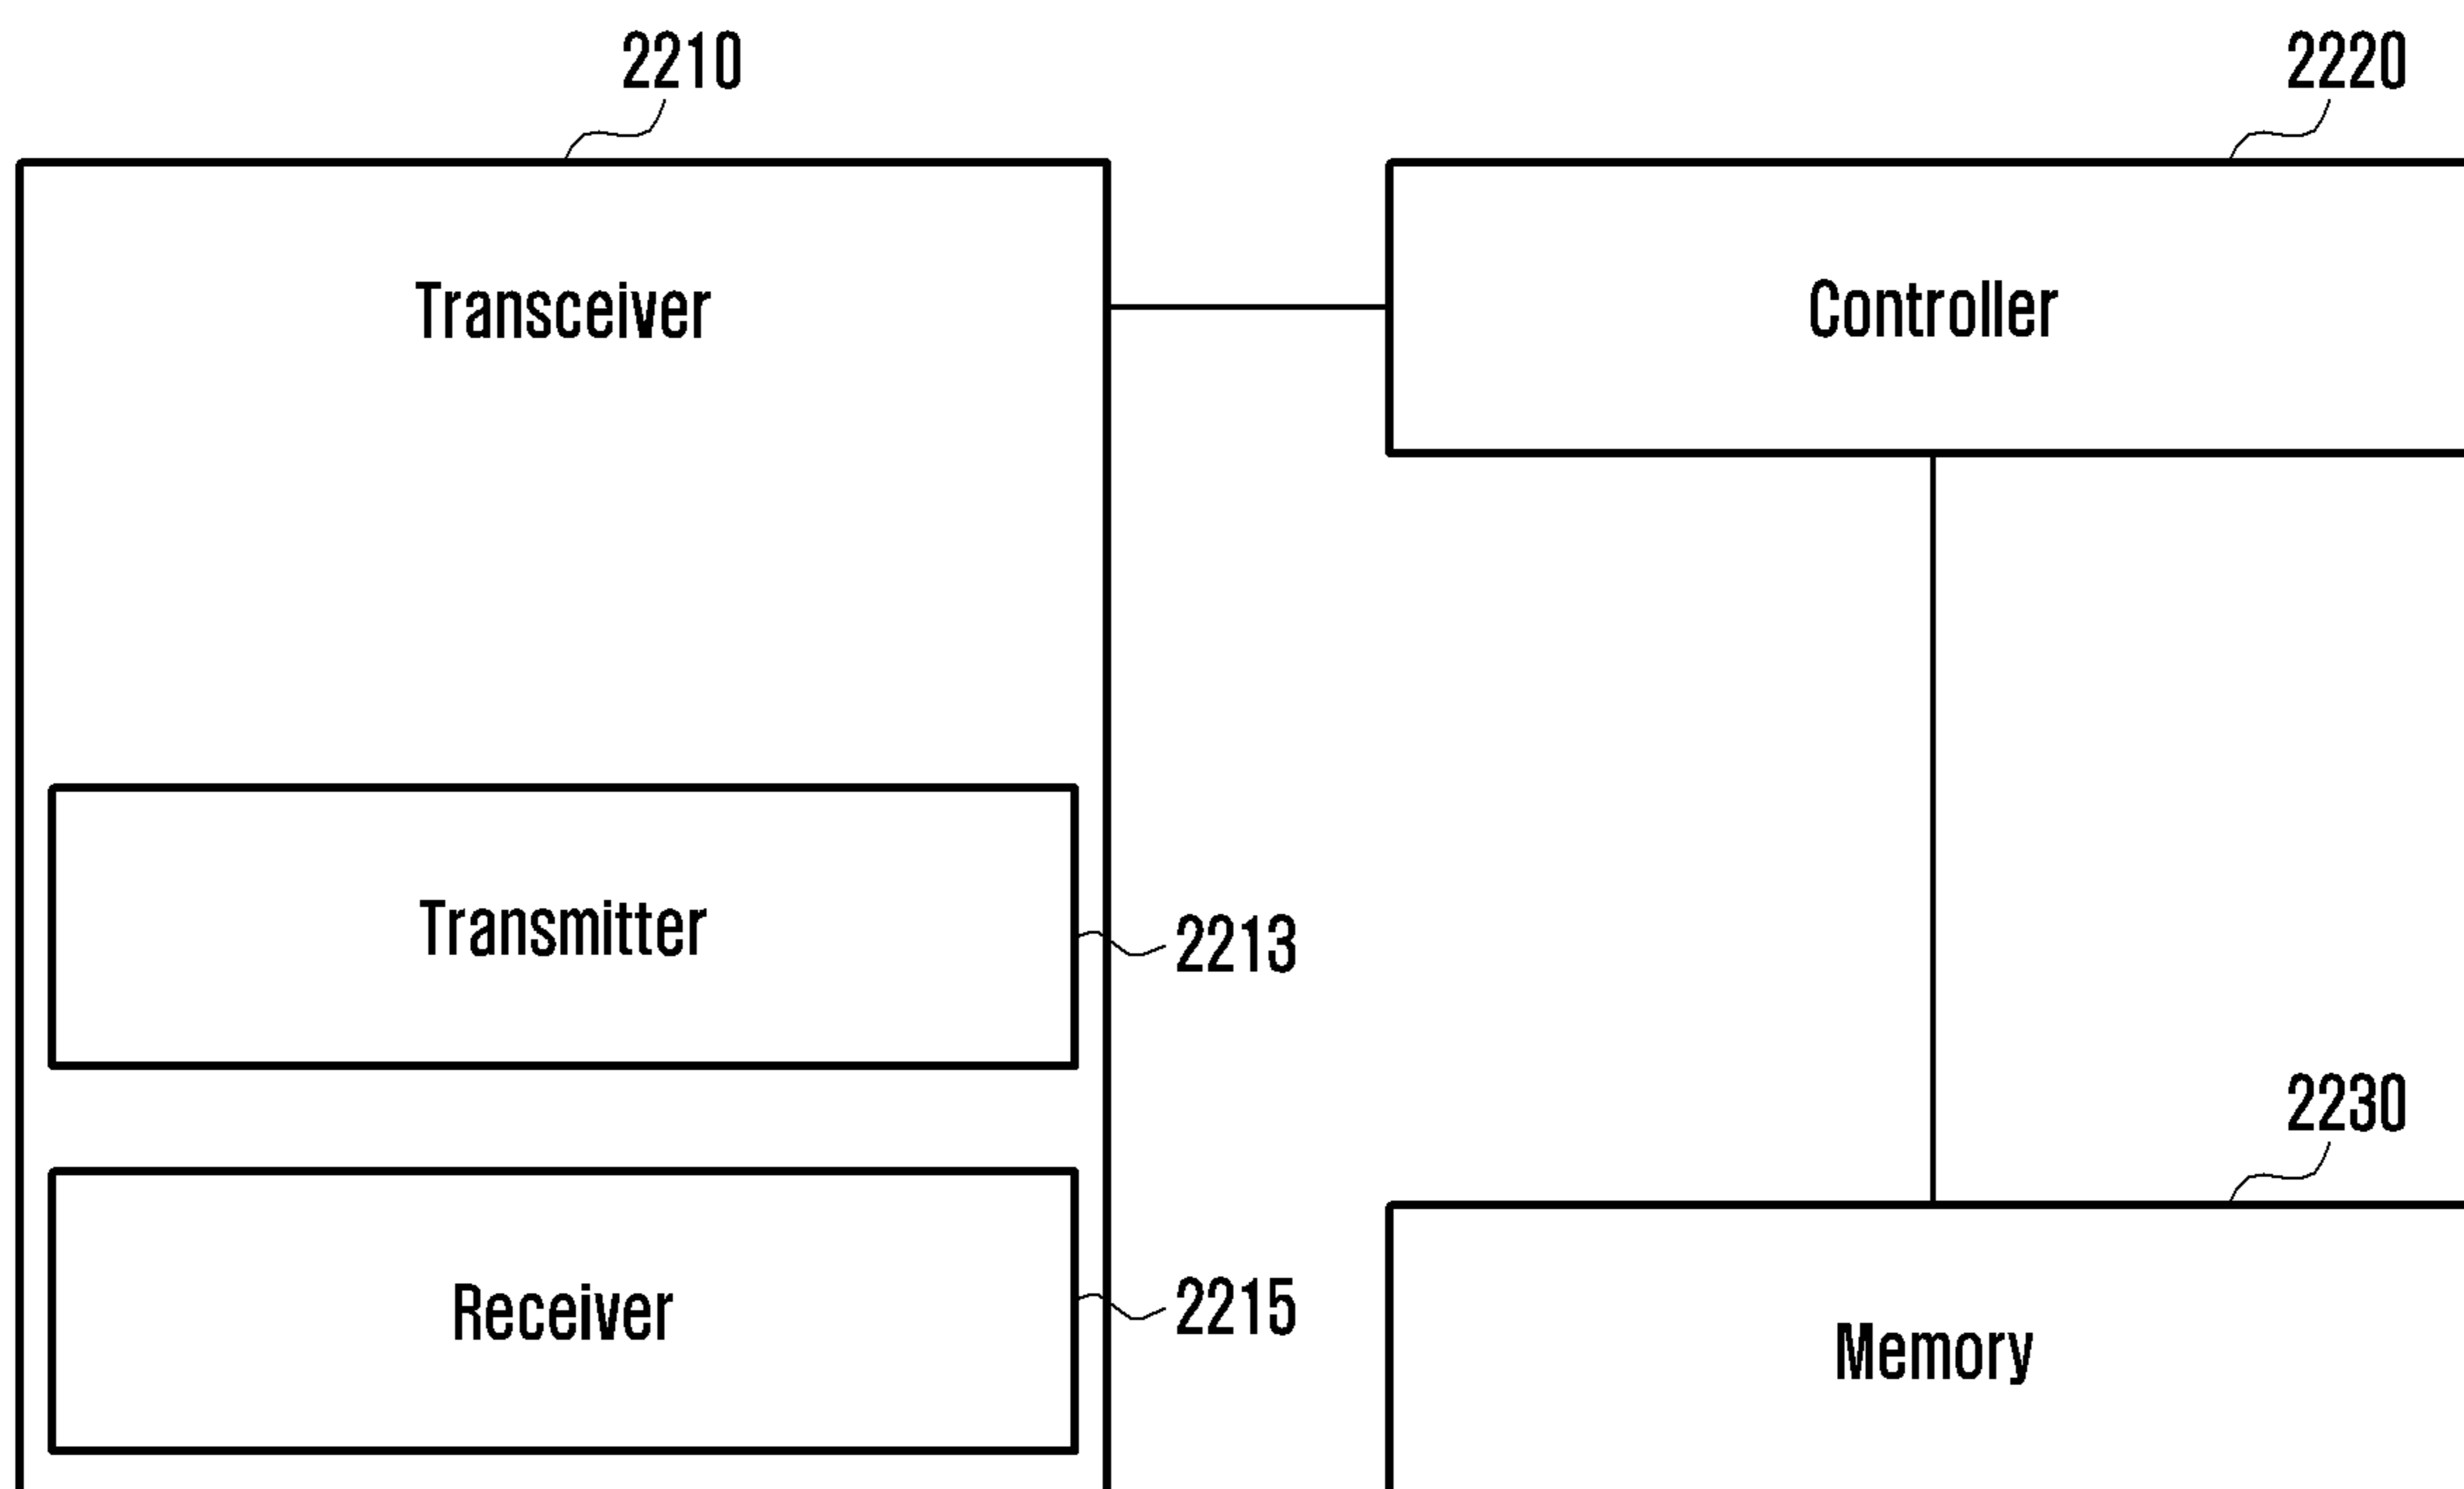 2210
2220
Transceiver
Controller
Transmitter
2213
2230
Receiver
2215
Memory